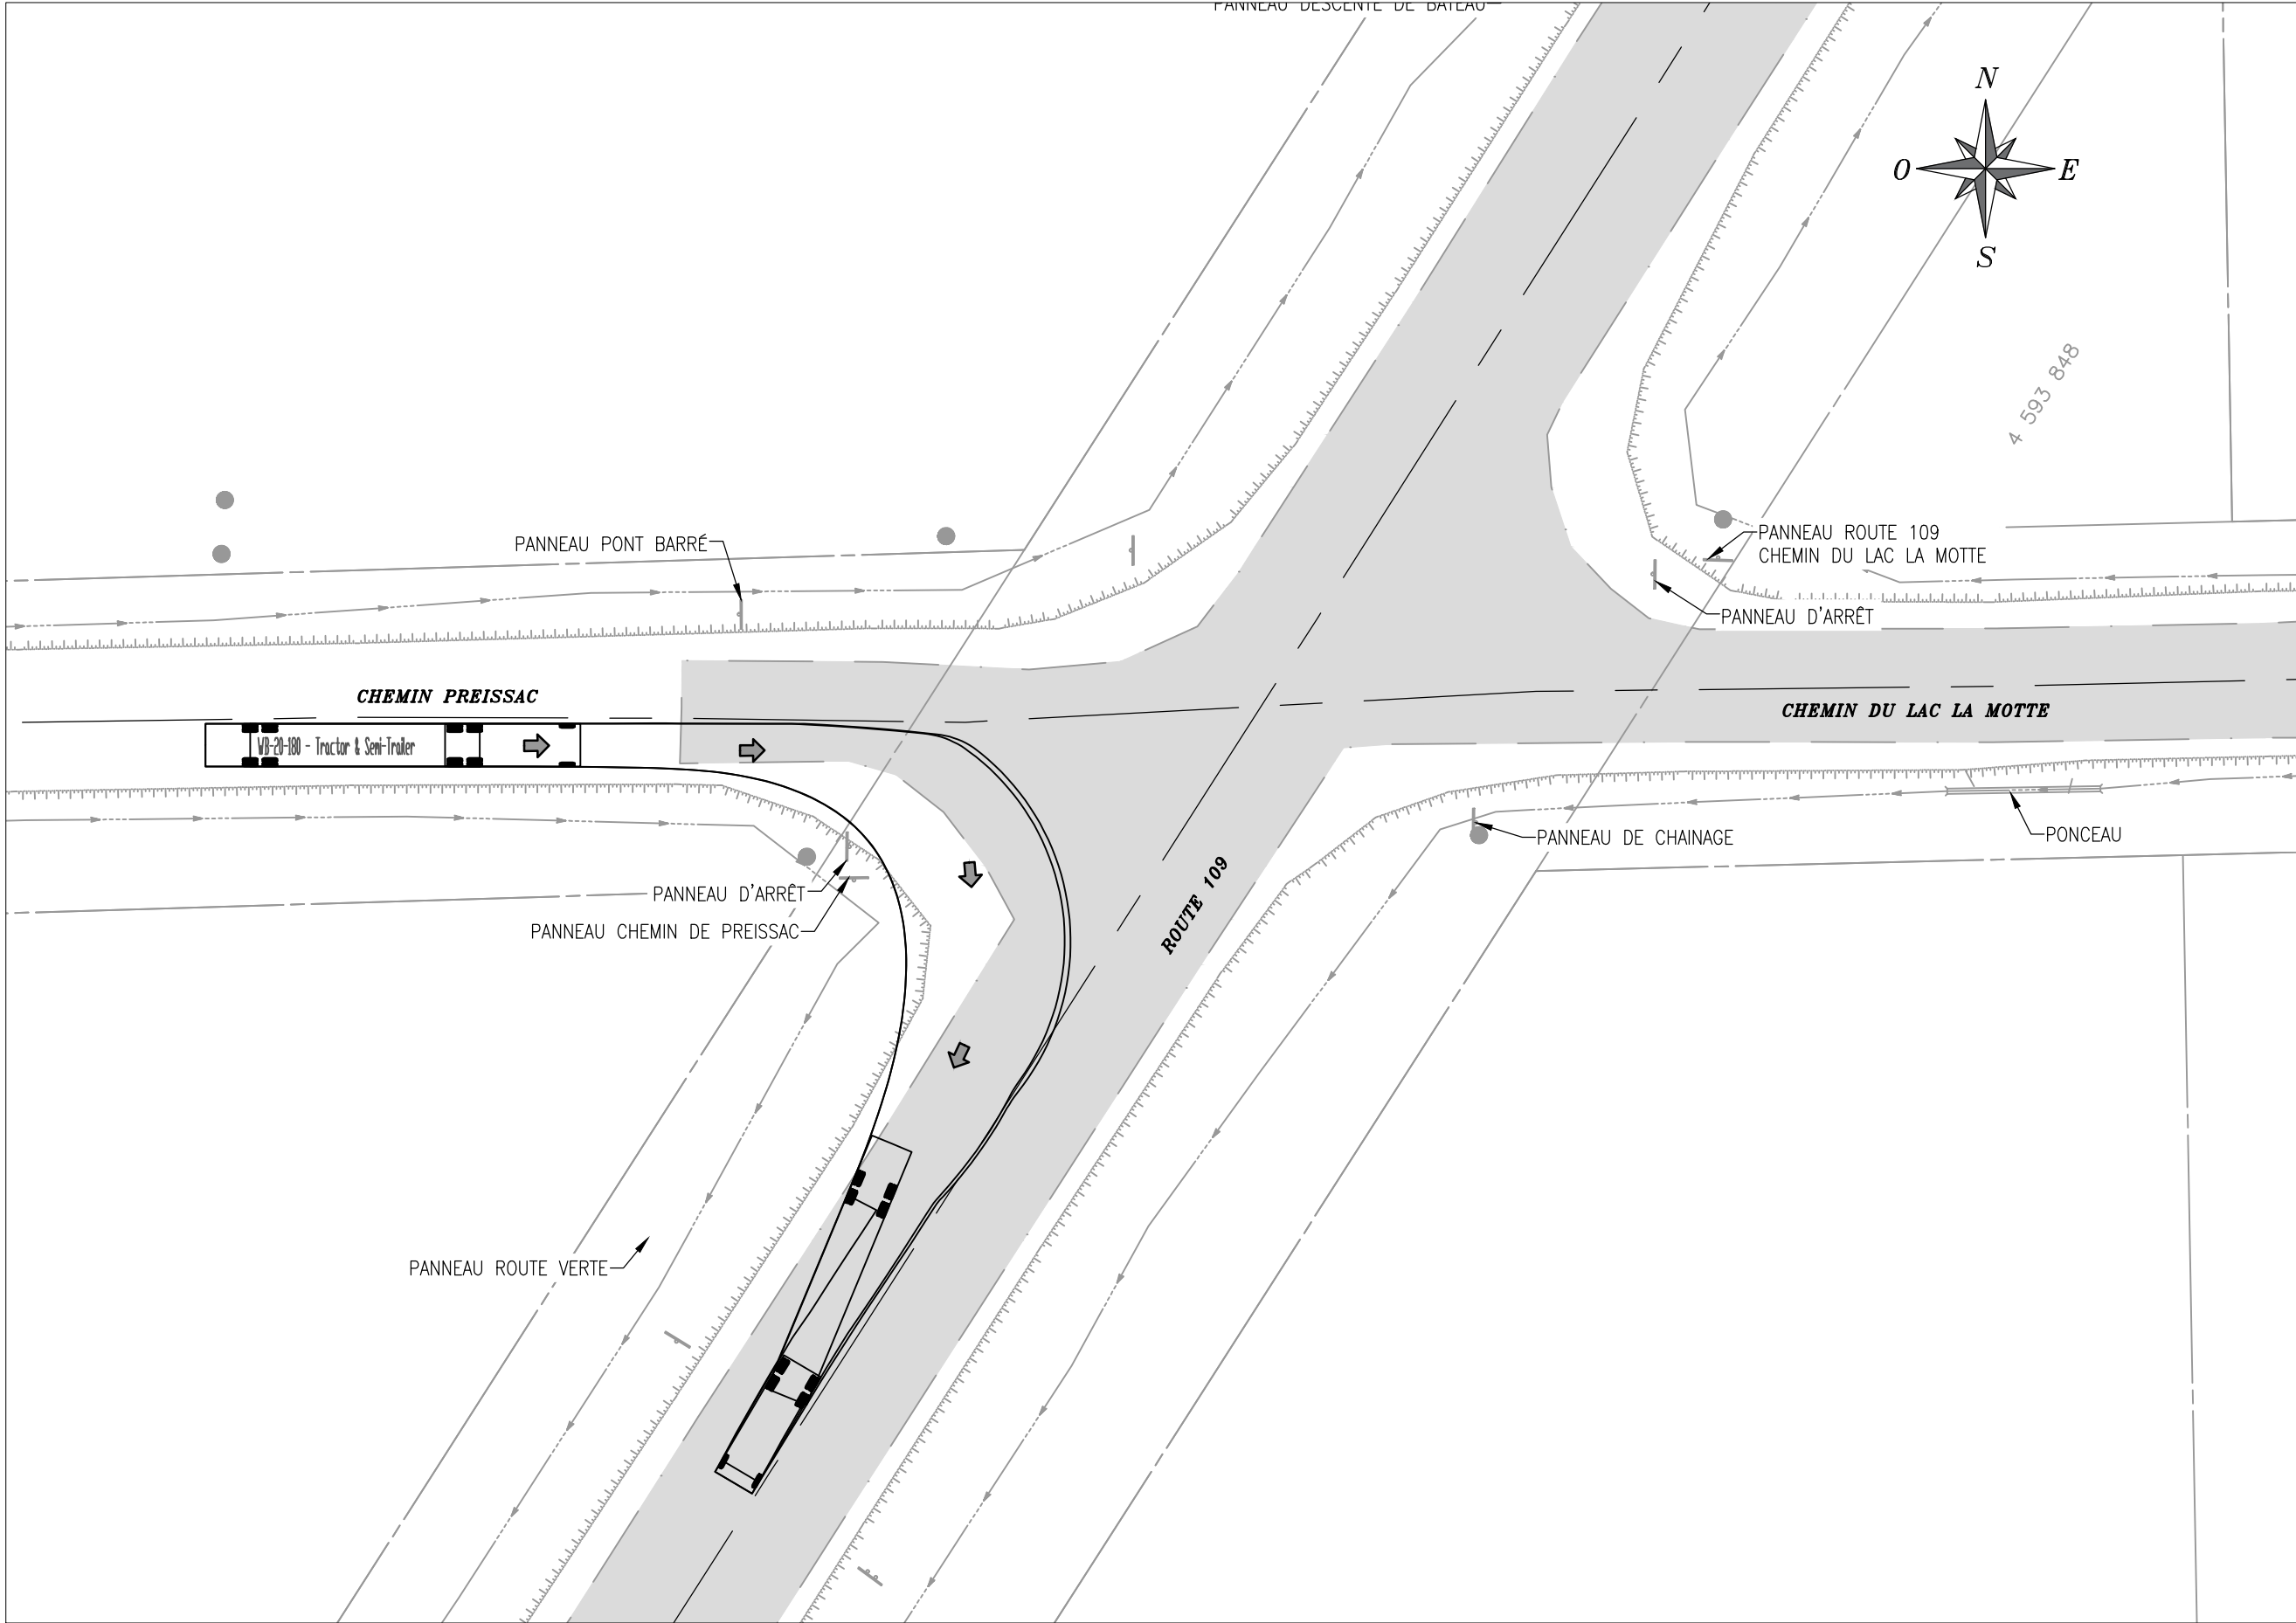 PANNEAU DESCENTE DE BATEAU
N
O
E
S
4 593 848
PANNEAU PONT BARRÉ
PANNEAU ROUTE 109
CHEMIN DU LAC LA MOTTE
PANNEAU D'ARRÊT
CHEMIN PREISSAC
CHEMIN DU LAC LA MOTTE
WB-20-180 - Tractor & Semi-Trailer
PANNEAU DE CHAINAGE
PONCEAU
PANNEAU D'ARRÊT
ROUTE 109
PANNEAU CHEMIN DE PREISSAC
PANNEAU ROUTE VERTE